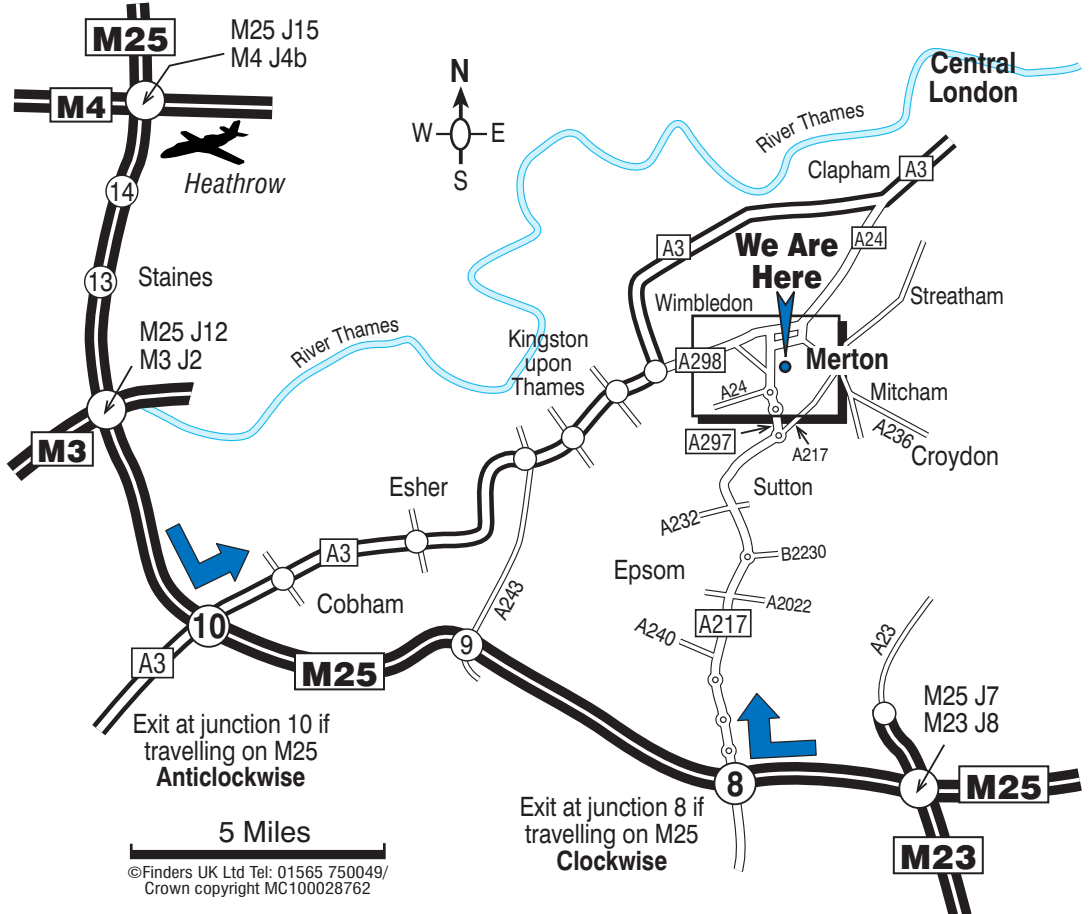 M25
M25 J15
M4 J4b
M4
Heathrow
14
13
Staines
M25 J12
M3 J2
M3
N
W
E
S
River Thames
River Thames
Central
London
Clapham
A3
A3
A24
We Are
Here
Wimbledon
Streatham
Kingston
upon
Thames
A298
Merton
A24
Mitcham
A236
Croydon
A297
A217
Sutton
Esher
A232
B2230
Epsom
A2022
A217
A240
A3
Cobham
A243
10
A3
M25
9
A23
M25 J7
M23 J8
Exit at junction 10 if
travelling on M25
Anticlockwise
8
M25
Exit at junction 8 if
travelling on M25
Clockwise
M23
5 Miles
©Finders UK Ltd Tel: 01565 750049/
Crown copyright MC100028762